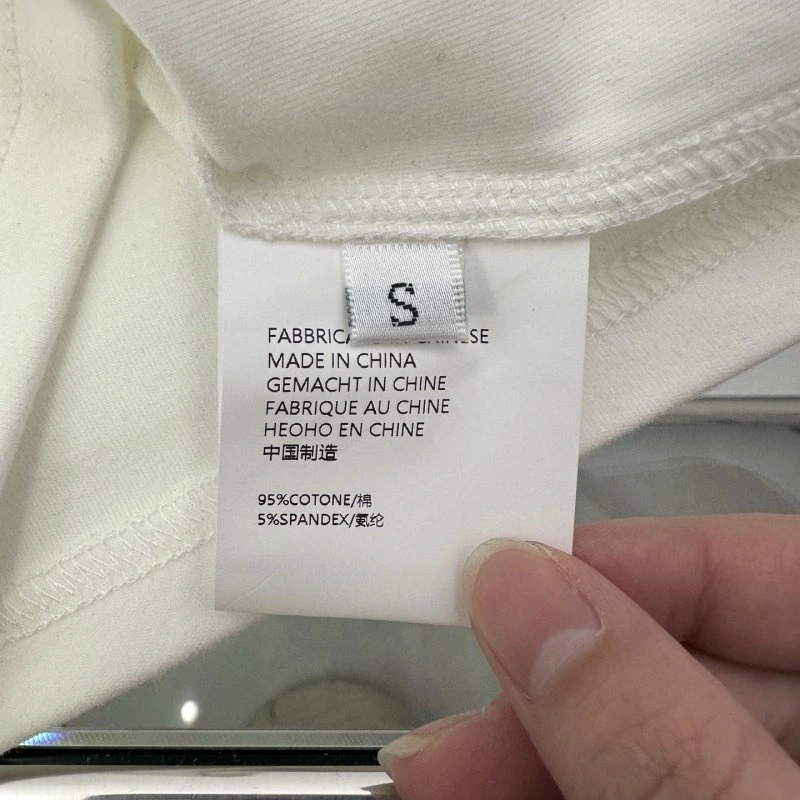 S
MADE IN CHINA
GEMACHT IN CHINE
FABRIQUE AU CHINE
HEOHO EN CHINE
中国制造
95%COTONE/棉
5%SPANDEX/氨纶